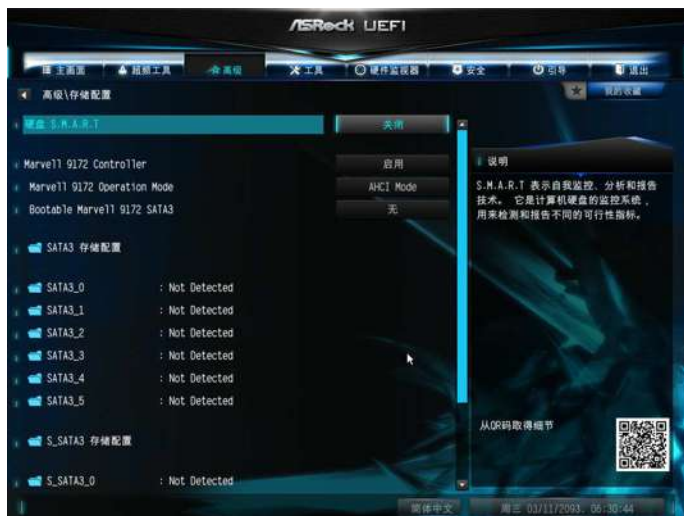 ASRock UEFI
主画面 超频工具 高级 工具 硬件监视器 安全 引导 退出
高级\存储配置 我的收藏
硬盘 S.M.A.R.T 关闭
Marvell 9172 Controller 启用
Marvell 9172 Operation Mode AHCI Mode
Bootable Marvell 9172 SATA3 无
SATA3 存储配置
SATA3_0 : Not Detected
SATA3_1 : Not Detected
SATA3_2 : Not Detected
SATA3_3 : Not Detected
SATA3_4 : Not Detected
SATA3_5 : Not Detected
S_SATA3 存储配置
S_SATA3_0 : Not Detected
说明
S.M.A.R.T 表示自我监控、分析和报告
技术。 它是计算机硬盘的监控系统，
用来检测和报告不同的可行性指标。
从QR码取得细节
简体中文 周三 03/11/2093. 06:30:44